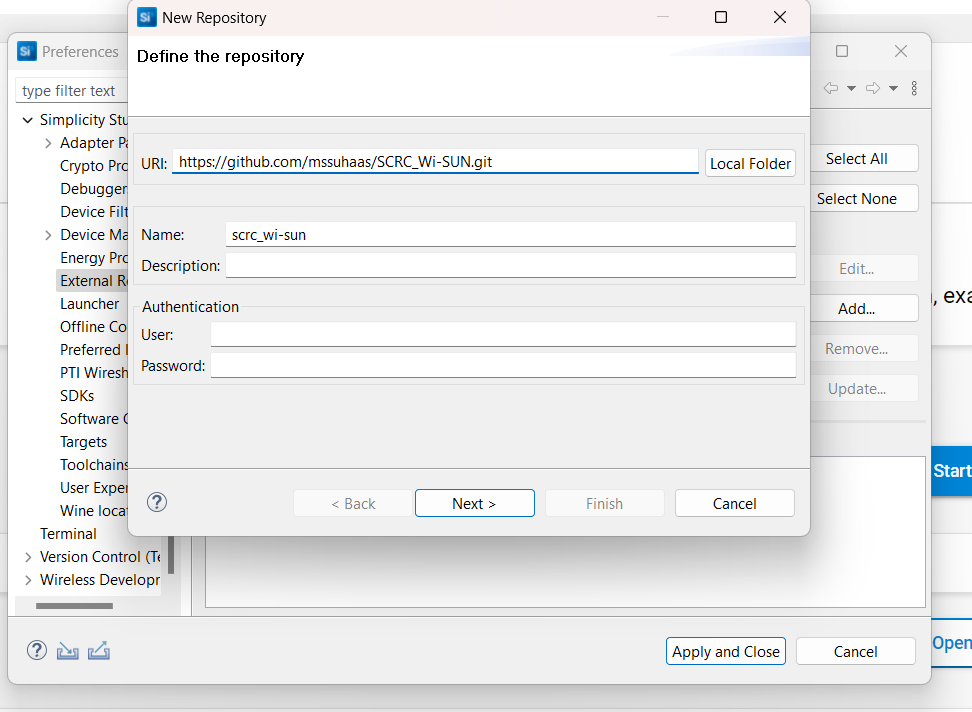 Si New Repository
Define the repository
URI: https://github.com/mssuhaas/SCRC_Wi-SUN.git Local Folder
Name: scrc_wi-sun
Description:
Authentication
User:
Password:
? < Back Next > Finish Cancel
Si Preferences
type filter text
Simplicity Stu
Adapter Pa
Crypto Pro
Debugger
Device Filt
Device Ma
Energy Pro
External Re
Launcher
Offline Co
Preferred I
PTI Wiresh
SDKs
Software C
Targets
Toolchains
User Exper
Wine locat
Terminal
Version Control (Te
Wireless Develop
Select All
Select None
Edit...
Add...
Remove...
Update...
? Apply and Close Cancel
, exa
Start
Open